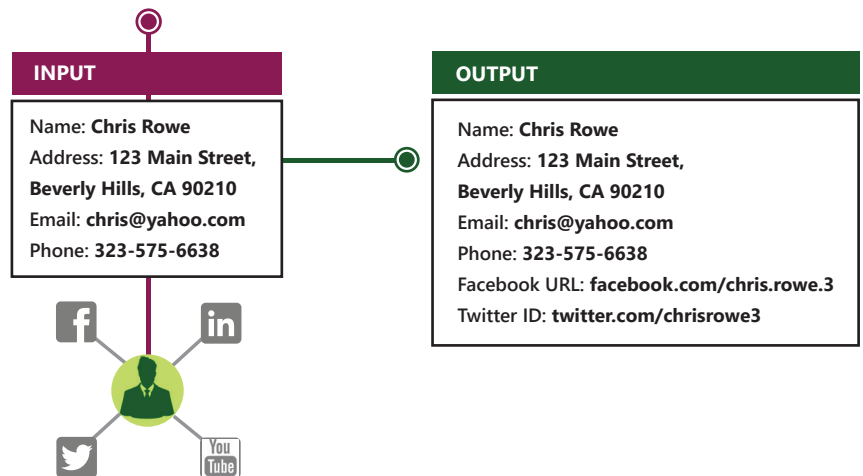 INPUT
Name: Chris Rowe
Address: 123 Main Street,
Beverly Hills, CA 90210
Email: chris@yahoo.com
Phone: 323-575-6638
f
in
You
Tube
OUTPUT
Name: Chris Rowe
Address: 123 Main Street,
Beverly Hills, CA 90210
Email: chris@yahoo.com
Phone: 323-575-6638
Facebook URL: facebook.com/chris.rowe.3
Twitter ID: twitter.com/chrisrowe3